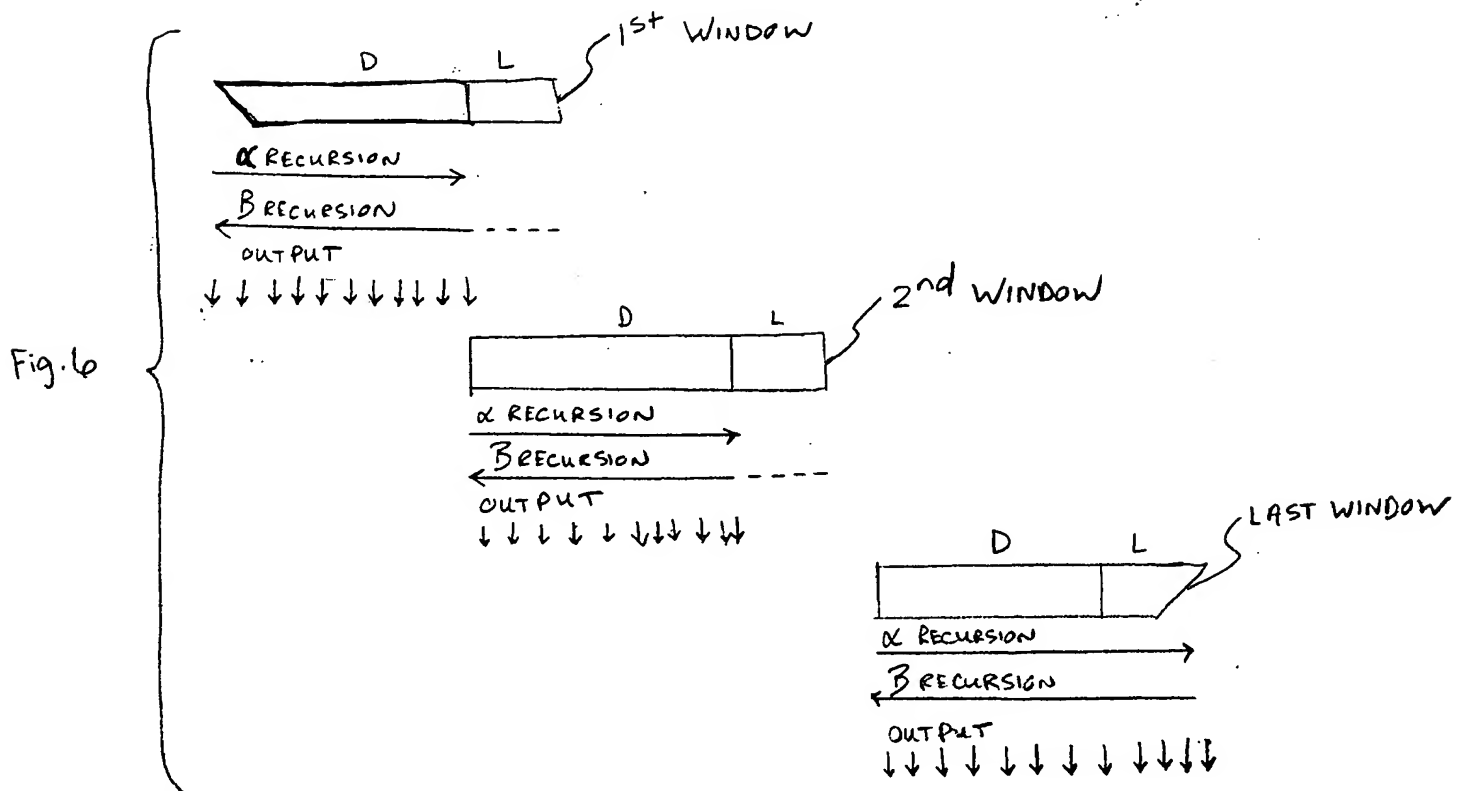 1st WINDOW
D L
α RECURSION
B RECURSION
OUTPUT
2nd WINDOW
D L
Fig. 6
α RECURSION
B RECURSION
OUTPUT
LAST WINDOW
D L
α RECURSION
B RECURSION
OUTPUT